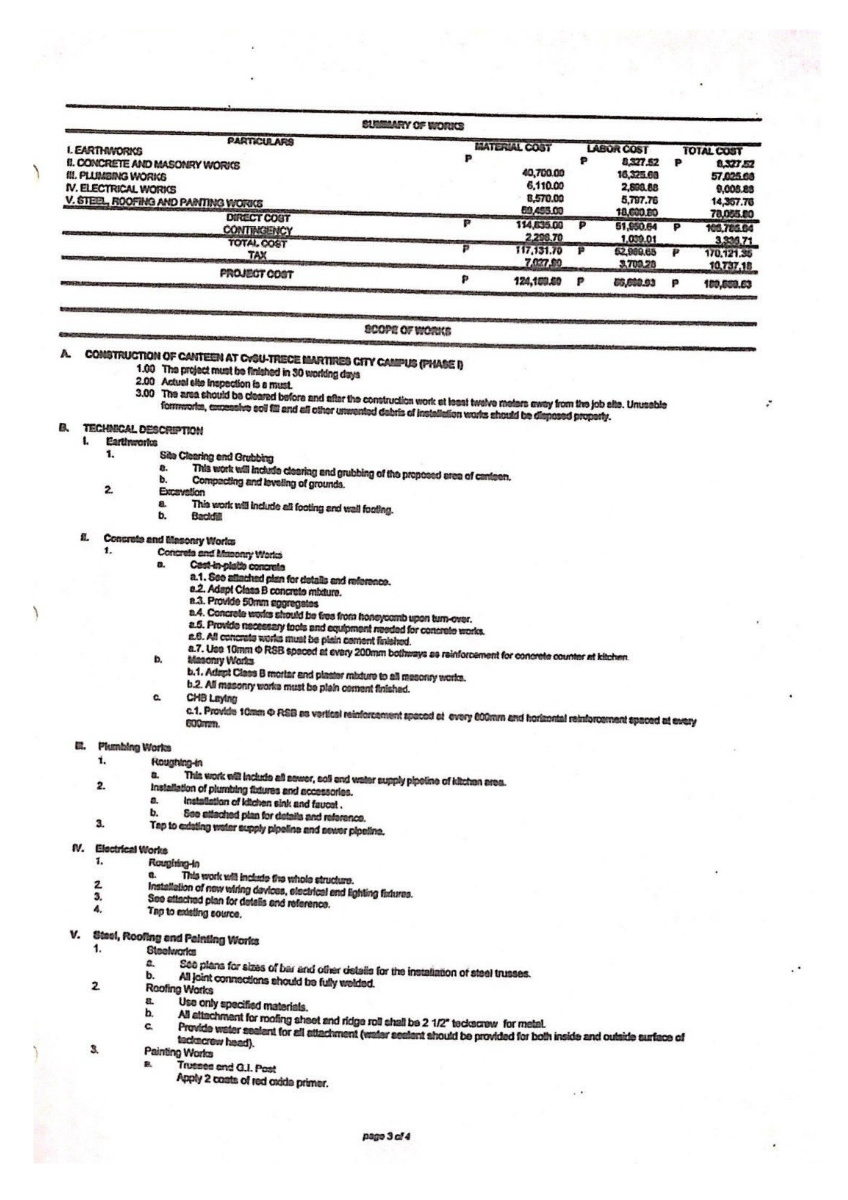 SUMMARY OF WORKS
PARTICULARS MATERIAL COST LABOR COST TOTAL COST
I. EARTHWORKS P P 8,327.52 P 8,327.52
II. CONCRETE AND MASONRY WORKS 40,700.00 16,325.68 57,025.68
III. PLUMBING WORKS 6,110.00 2,898.88 9,008.88
IV. ELECTRICAL WORKS 8,570.00 5,797.76 14,367.76
V. STEEL, ROOFING AND PAINTING WORKS 69,455.00 18,600.80 78,055.80
DIRECT COST P 114,835.00 P 51,950.64 P 166,785.64
CONTINGENCY 2,296.70 1,039.01 3,335.71
TOTAL COST P 117,131.70 P 52,989.65 P 170,121.35
TAX 7,027.90 3,709.28 10,737.18
PROJECT COST P 124,159.60 P 56,698.93 P 180,858.53
SCOPE OF WORKS
A. CONSTRUCTION OF CANTEEN AT CvSU-TRECE MARTIRES CITY CAMPUS (PHASE I)
1.00 The project must be finished in 30 working days
2.00 Actual site inspection is a must.
3.00 The area should be cleared before and after the construction work at least twelve meters away from the job site. Unusable
formworks, excessive soil fill and all other unwanted debris of installation works should be disposed properly.
B. TECHNICAL DESCRIPTION
I. Earthworks
1. Site Clearing and Grubbing
a. This work will include clearing and grubbing of the proposed area of canteen.
b. Compacting and leveling of grounds.
2. Excavation
a. This work will include all footing and wall footing.
b. Backfill
II. Concrete and Masonry Works
1. Concrete and Masonry Works
a. Cast-in-place concrete
a.1. See attached plan for details and reference.
a.2. Adapt Class B concrete mixture.
a.3. Provide 50mm aggregates
a.4. Concrete works should be free from honeycomb upon turn-over.
a.5. Provide necessary tools and equipment needed for concrete works.
a.6. All concrete works must be plain cement finished.
a.7. Use 10mm Φ RSB spaced at every 200mm bothways as reinforcement for concrete counter at kitchen.
b. Masonry Works
b.1. Adapt Class B mortar and plaster mixture to all masonry works.
b.2. All masonry works must be plain cement finished.
c. CHB Laying
c.1. Provide 10mm Φ RSB as vertical reinforcement spaced at every 600mm and horizontal reinforcement spaced at every
600mm.
III. Plumbing Works
1. Roughing-in
a. This work will include all sewer, soil and water supply pipeline of kitchen area.
2. Installation of plumbing fixtures and accessories.
a. Installation of kitchen sink and faucet .
b. See attached plan for details and reference.
3. Tap to existing water supply pipeline and sewer pipeline.
IV. Electrical Works
1. Roughing-in
a. This work will include the whole structure.
2. Installation of new wiring devices, electrical and lighting fixtures.
3. See attached plan for details and reference.
4. Tap to existing source.
V. Steel, Roofing and Painting Works
1. Steelworks
a. See plans for sizes of bar and other details for the installation of steel trusses.
b. All joint connections should be fully welded.
2. Roofing Works
a. Use only specified materials.
b. All attachment for roofing sheet and ridge roll shall be 2 1/2" teckscrew for metal.
c. Provide water sealant for all attachment (water sealant should be provided for both inside and outside surface of
teckscrew head).
3. Painting Works
a. Trusses and G.I. Post
Apply 2 coats of red oxide primer.
page 3 of 4